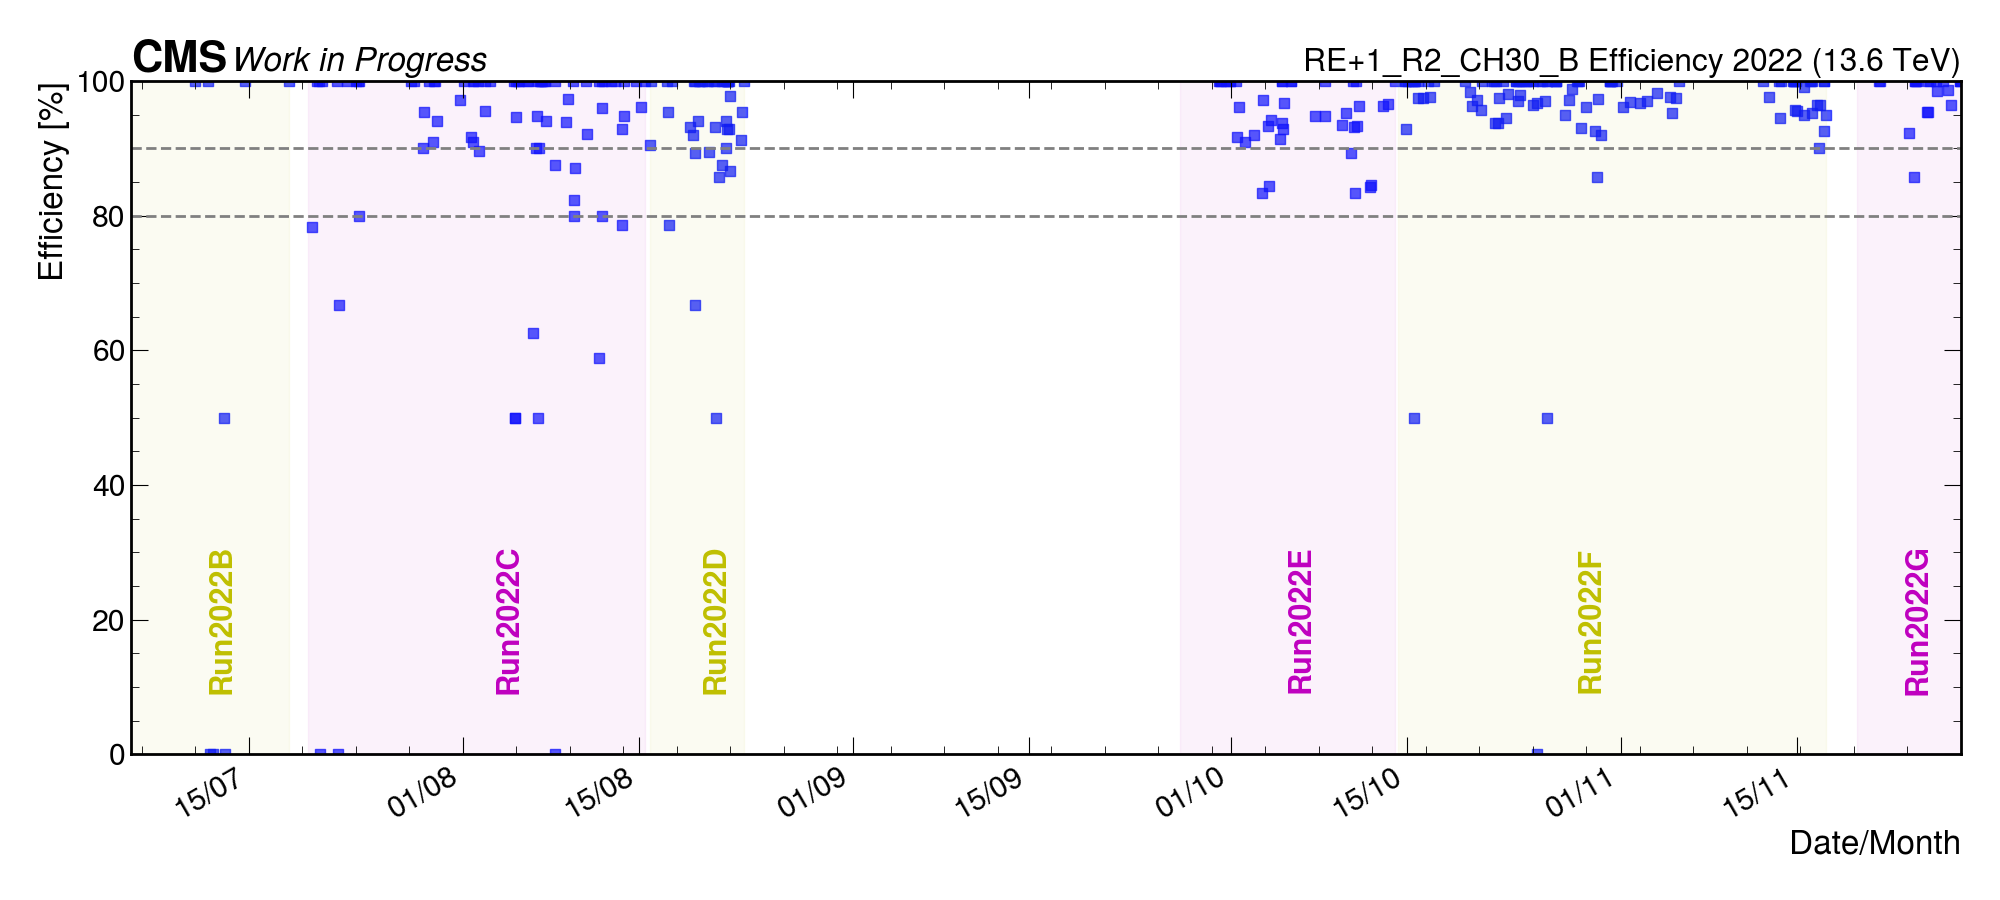 CMS Work in Progress
RE+1_R2_CH30_B Efficiency 2022 (13.6 TeV)
Efficiency [%]
100
80
60
40
20
0
Run2022B
Run2022C
Run2022D
Run2022E
Run2022F
Run2022G
15/07
01/08
15/08
01/09
15/09
01/10
15/10
01/11
15/11
Date/Month